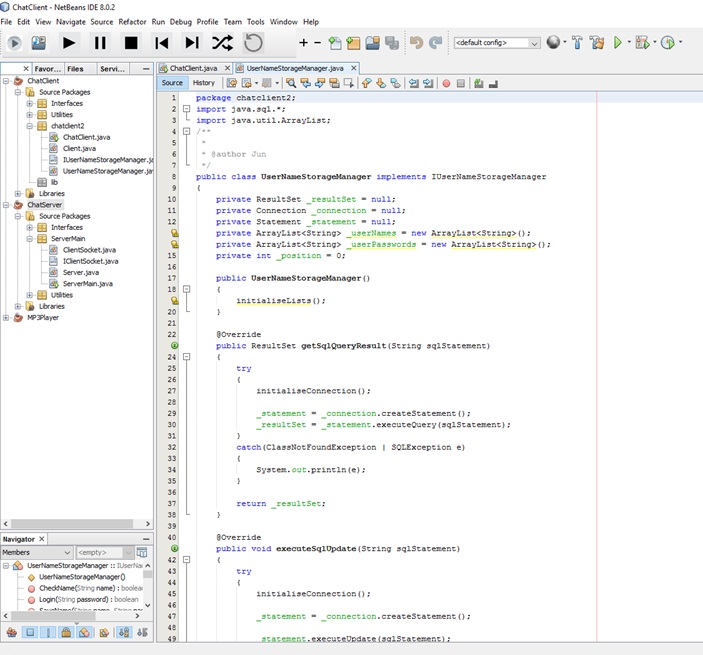 ChatClient - NetBeans IDE 8.0.2
File Edit View Navigate Source Refactor Run Debug Profile Team Tools Window Help
<default config>
Favor... Files Servi...
ChatClient
Source Packages
Interfaces
Utilities
chatclient2
ChatClient.java
Client.java
IUserNameStorageManager.ja
UserNameStorageManager.jav
lib
Libraries
ChatServer
Source Packages
Interfaces
ServerMain
ClientSocket.java
IClientSocket.java
Server.java
ServerMain.java
Utilities
Libraries
MP3Player
Navigator
Members <empty>
UserNameStorageManager :: IUserNa
UserNameStorageManager()
CheckName(String name) : boolea
Login(String password) : boolean
ChatClient.java UserNameStorageManager.java
Source History
1 package chatclient2;
2 import java.sql.*;
3 import java.util.ArrayList;
4 /**
5 *
6 * @author Jun
7 */
8 public class UserNameStorageManager implements IUserNameStorageManager
9 {
10 private ResultSet _resultSet = null;
11 private Connection _connection = null;
12 private Statement _statement = null;
private ArrayList<String> _userNames = new ArrayList<String>();
private ArrayList<String> _userPasswords = new ArrayList<String>();
15 private int _position = 0;
16
17 public UserNameStorageManager()
18 {
initialiseLists();
20 }
21
22 @Override
public ResultSet getSqlQueryResult(String sqlStatement)
24 {
25 try
26 {
27 initialiseConnection();
28
29 _statement = _connection.createStatement();
30 _resultSet = _statement.executeQuery(sqlStatement);
31 }
32 catch(ClassNotFoundException | SQLException e)
33 {
34 System.out.println(e);
35 }
36
37 return _resultSet;
38 }
39
40 @Override
public void executeSqlUpdate(String sqlStatement)
42 {
43 try
44 {
45 initialiseConnection();
46
47 _statement = _connection.createStatement();
48
49 statement.executeUpdate(sqlStatement);